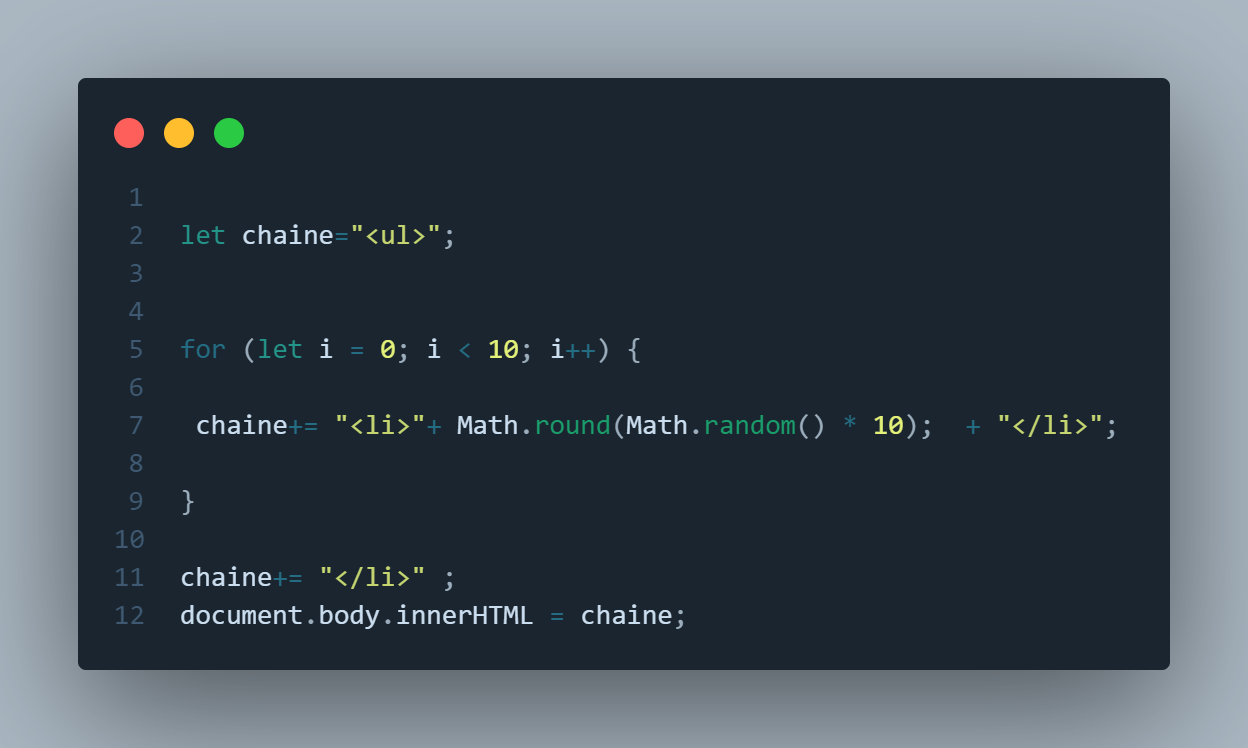 1
2 let chaine="<ul>";
3
4
5 for (let i = 0; i < 10; i++) {
6
7  chaine+= "<li>"+ Math.round(Math.random() * 10);  + "</li>";
8
9 }
10
11 chaine+= "</li>" ;
12 document.body.innerHTML = chaine;